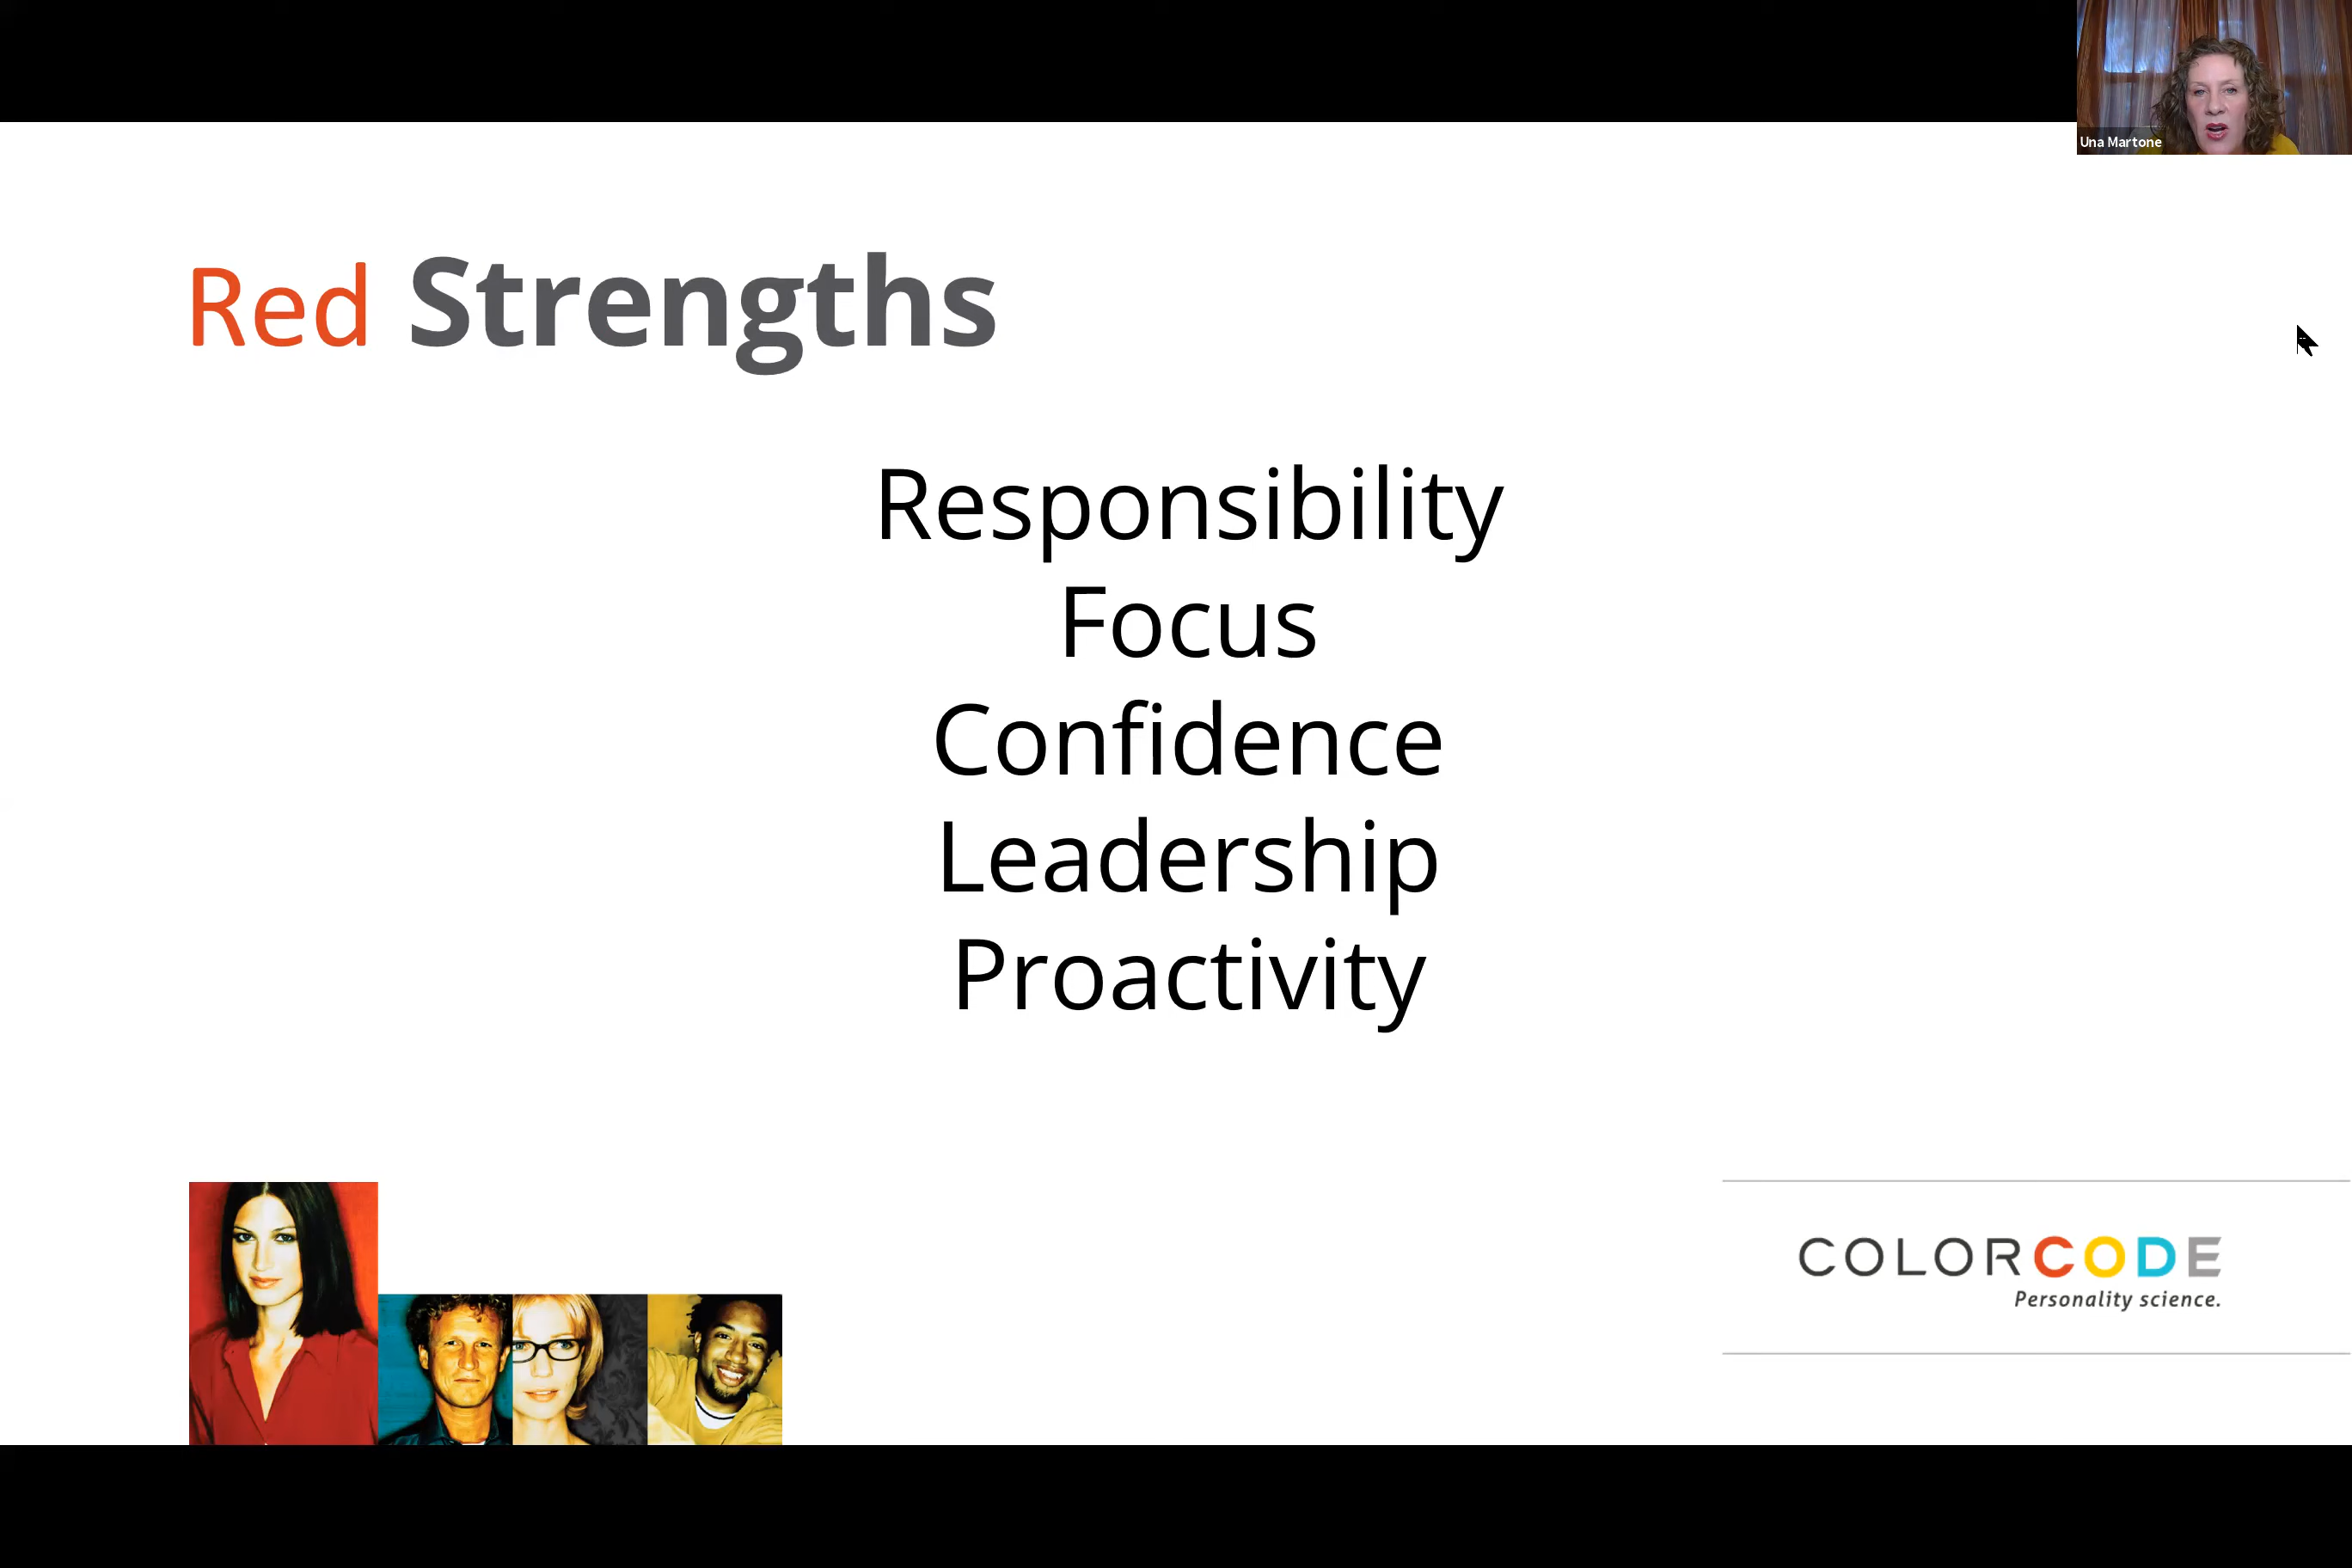 Una Martone
Red Strengths
Responsibility
Focus
Confidence
Leadership
Proactivity
COLORCODE
Personality science.